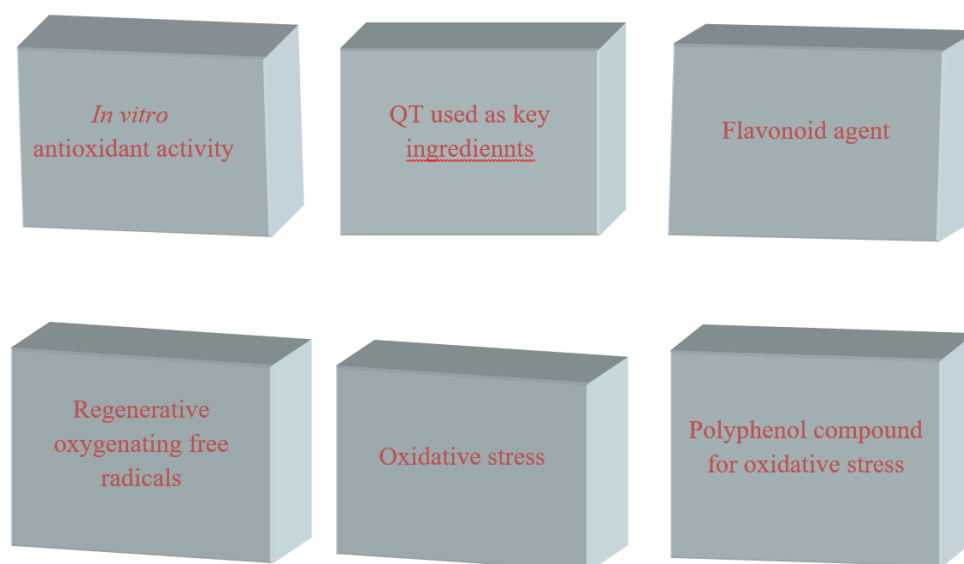 In vitro
antioxidant activity
QT used as key
ingrediennts
Flavonoid agent
Regenerative
oxygenating free
radicals
Oxidative stress
Polyphenol compound
for oxidative stress